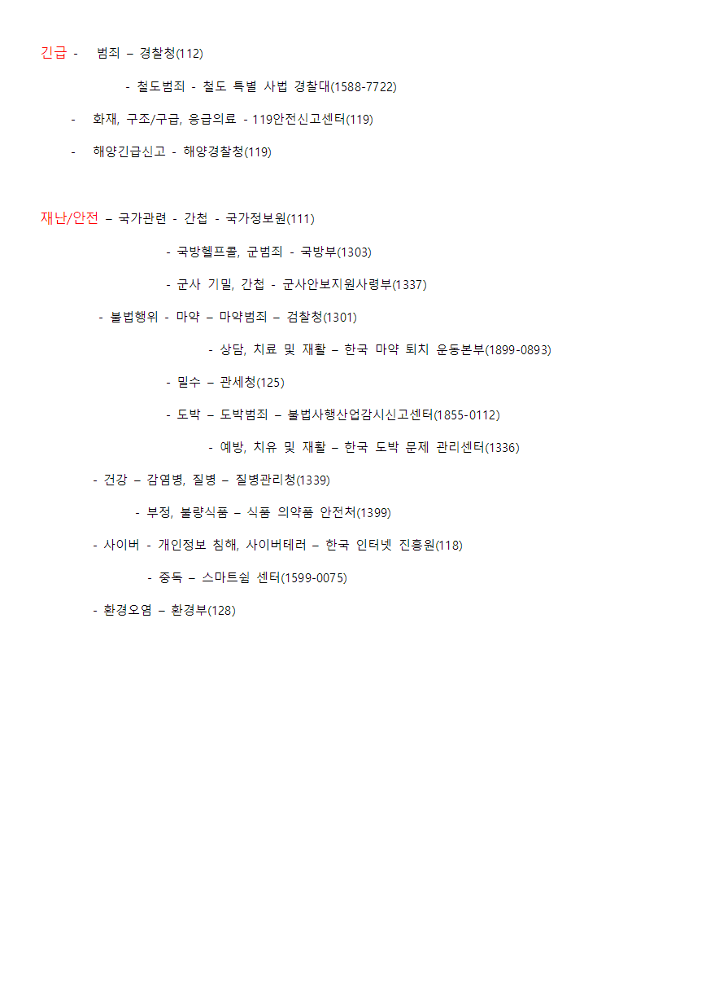 긴급 - 범죄 – 경찰청(112)
- 철도범죄 - 철도 특별 사법 경찰대(1588-7722)
- 화재, 구조/구급, 응급의료 - 119안전신고센터(119)
- 해양긴급신고 - 해양경찰청(119)
재난/안전 – 국가관련 - 간첩 - 국가정보원(111)
- 국방헬프콜, 군범죄 - 국방부(1303)
- 군사 기밀, 간첩 - 군사안보지원사령부(1337)
- 불법행위 - 마약 – 마약범죄 – 검찰청(1301)
- 상담, 치료 및 재활 – 한국 마약 퇴치 운동본부(1899-0893)
- 밀수 – 관세청(125)
- 도박 – 도박범죄 – 불법사행산업감시신고센터(1855-0112)
- 예방, 치유 및 재활 – 한국 도박 문제 관리센터(1336)
- 건강 – 감염병, 질병 – 질병관리청(1339)
- 부정, 불량식품 – 식품 의약품 안전처(1399)
- 사이버 - 개인정보 침해, 사이버테러 – 한국 인터넷 진흥원(118)
- 중독 – 스마트쉼 센터(1599-0075)
- 환경오염 – 환경부(128)